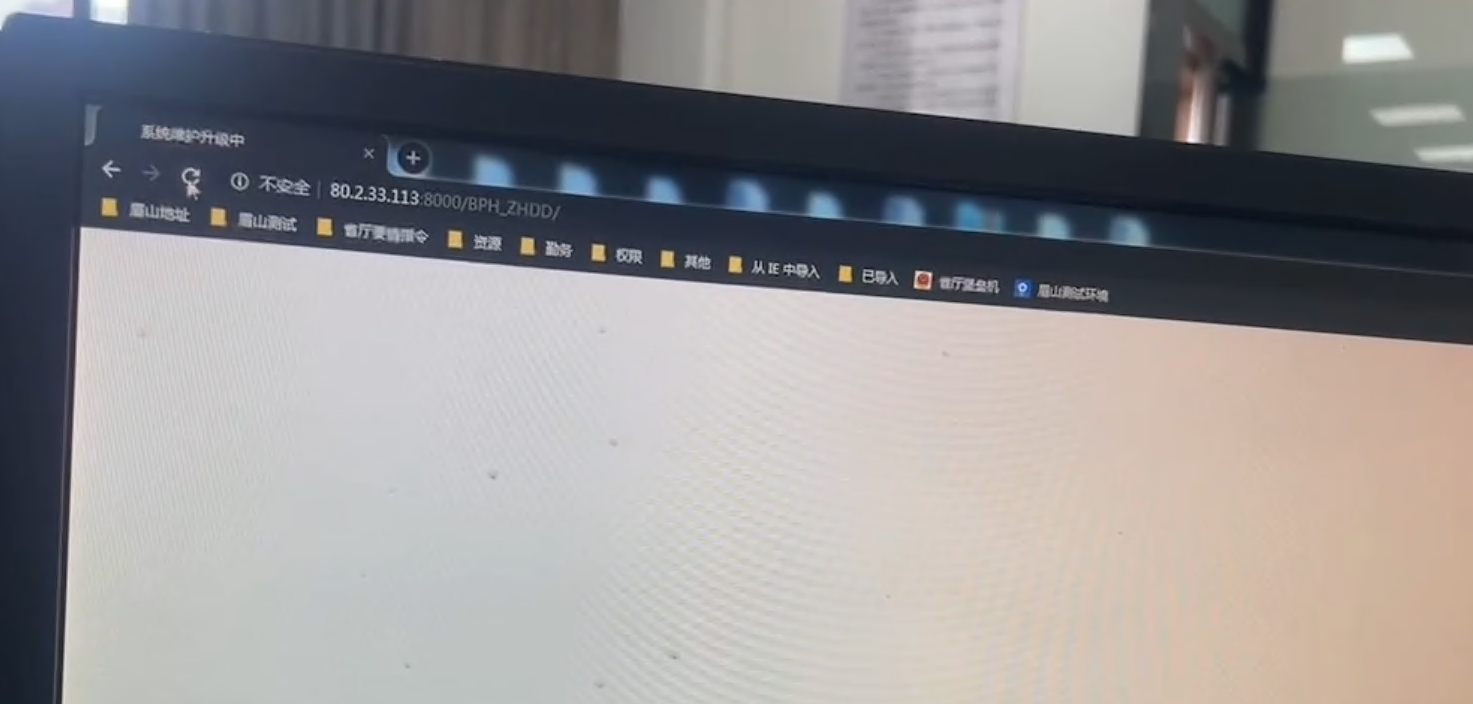 系统维护升级中
不安全 80.2.33.113:8000/BPH_ZHDD/
眉山地址 眉山测试 省厅要情指令 资源 勤务 权限 其他 从 IE 中导入 已导入 省厅堡垒机 眉山测试环境